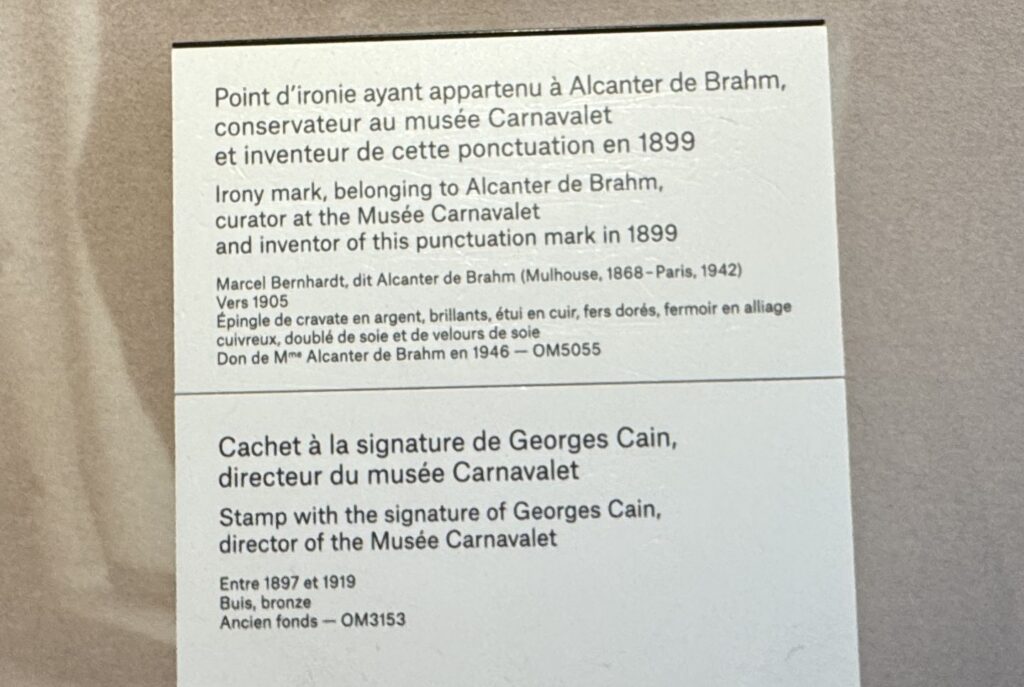 Point d'ironie ayant appartenu à Alcanter de Brahm,
conservateur au musée Carnavalet
et inventeur de cette ponctuation en 1899
Irony mark, belonging to Alcanter de Brahm,
curator at the Musée Carnavalet
and inventor of this punctuation mark in 1899
Marcel Bernhardt, dit Alcanter de Brahm (Mulhouse, 1868 – Paris, 1942)
Vers 1905
Épingle de cravate en argent, brillants, étui en cuir, fers dorés, fermoir en alliage
cuivreux, doublé de soie et de velours de soie
Don de Mᵐᵉ Alcanter de Brahm en 1946 — OM5055
Cachet à la signature de Georges Cain,
directeur du musée Carnavalet
Stamp with the signature of Georges Cain,
director of the Musée Carnavalet
Entre 1897 et 1919
Buis, bronze
Ancien fonds — OM3153